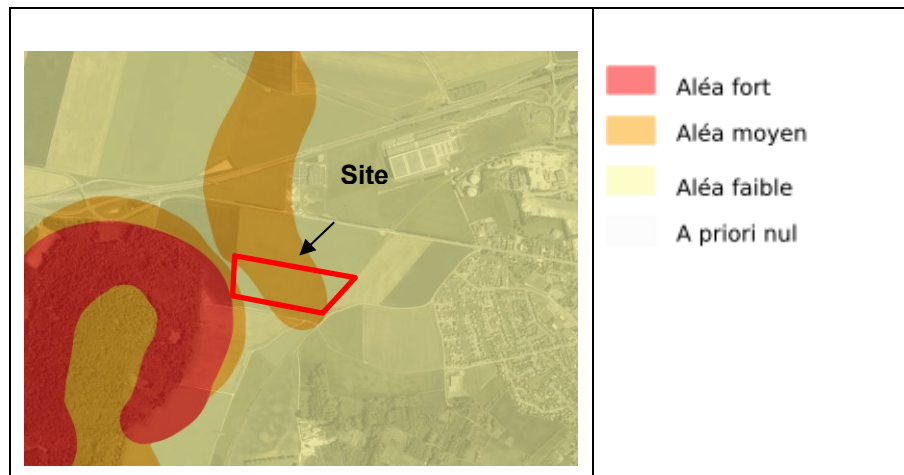 Site
Aléa fort
Aléa moyen
Aléa faible
A priori nul